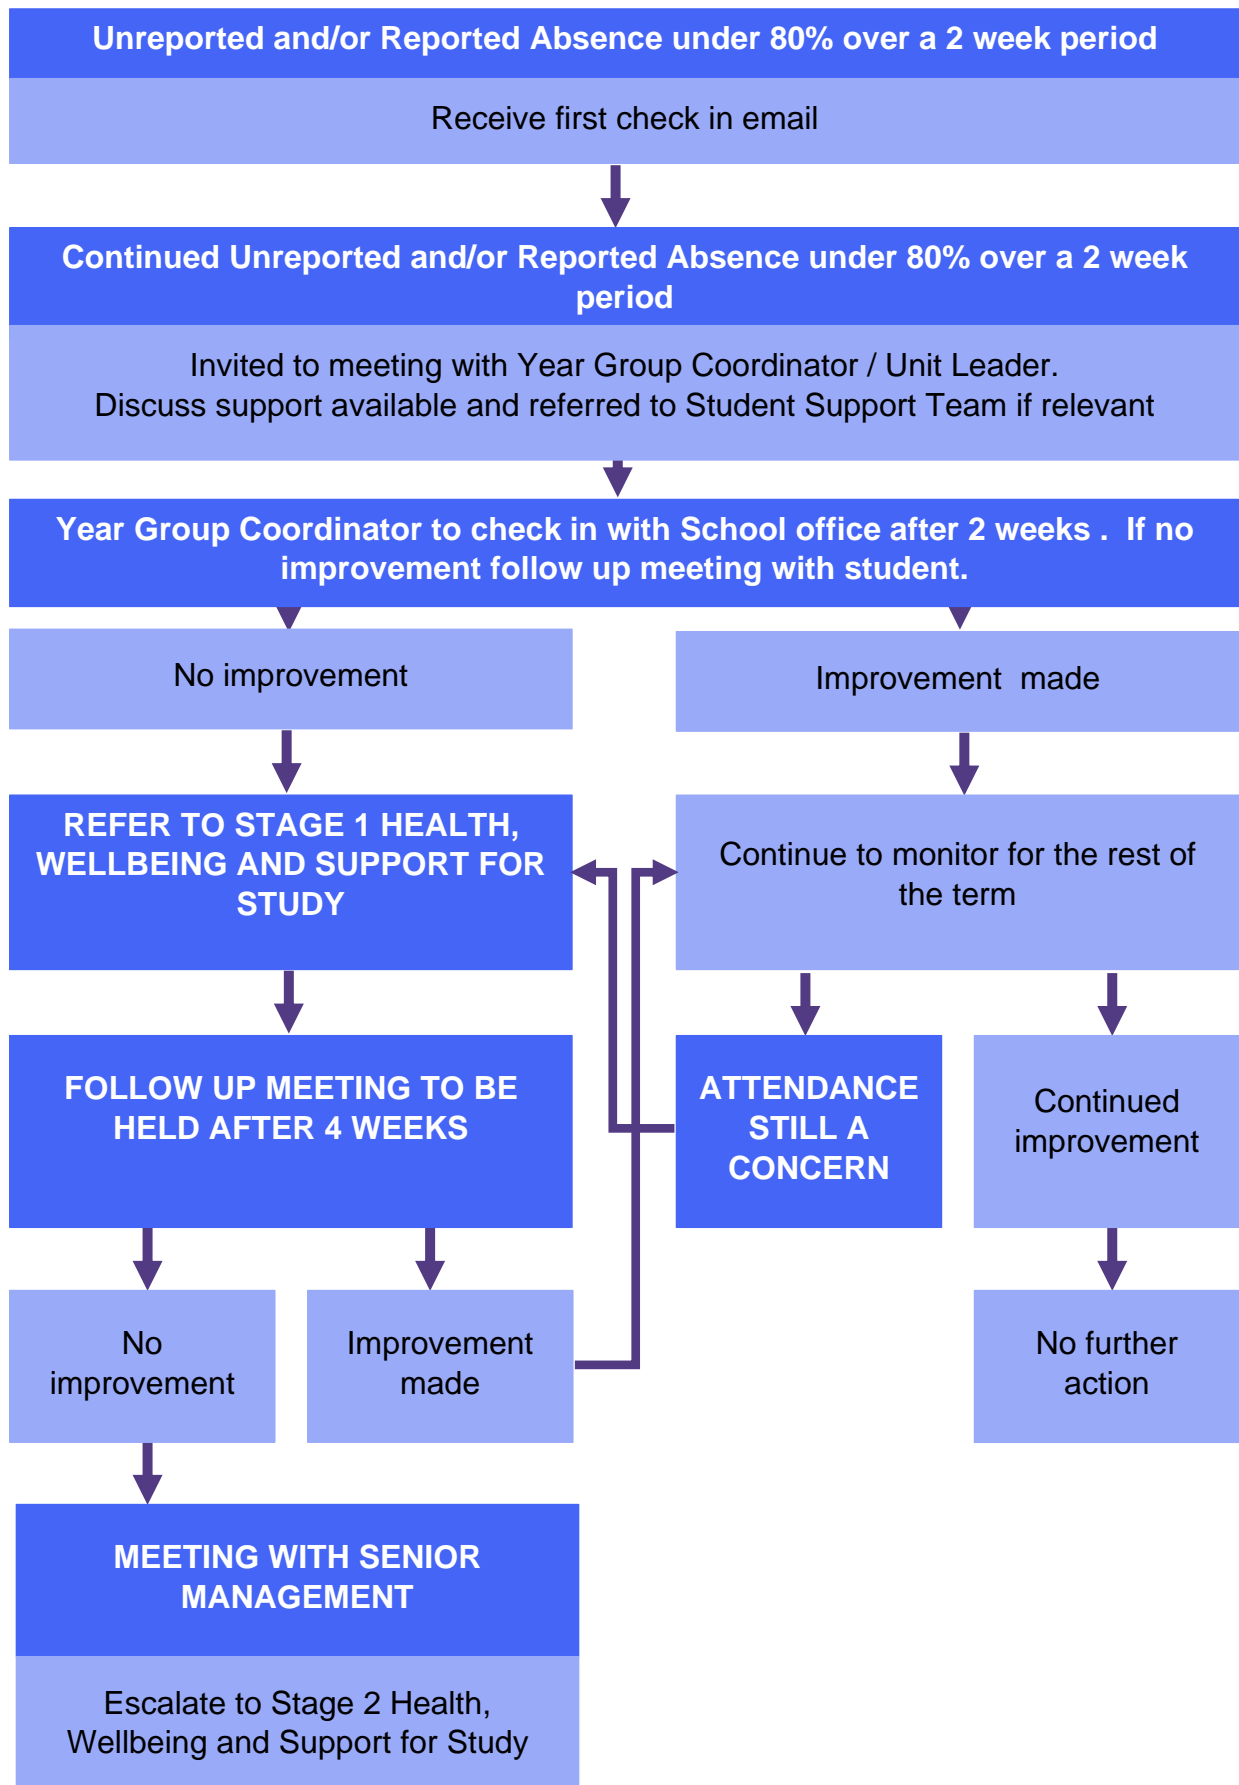 Unreported and/or Reported Absence under 80% over a 2 week period
Receive first check in email
Continued Unreported and/or Reported Absence under 80% over a 2 week
period
Invited to meeting with Year Group Coordinator / Unit Leader.
Discuss support available and referred to Student Support Team if relevant
Year Group Coordinator to check in with School office after 2 weeks .  If no
improvement follow up meeting with student.
No improvement
Improvement  made
REFER TO STAGE 1 HEALTH,
WELLBEING AND SUPPORT FOR
STUDY
Continue to monitor for the rest of
the term
FOLLOW UP MEETING TO BE
HELD AFTER 4 WEEKS
ATTENDANCE
STILL A
CONCERN
Continued
improvement
No
improvement
Improvement
made
No further
action
MEETING WITH SENIOR
MANAGEMENT
Escalate to Stage 2 Health,
Wellbeing and Support for Study